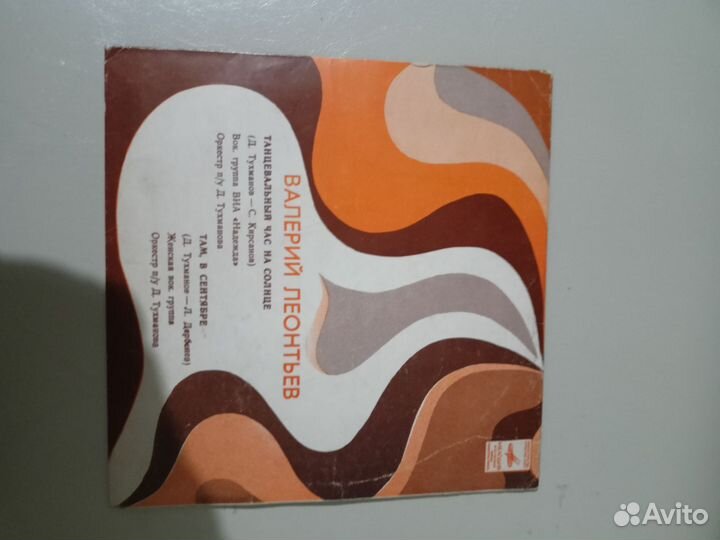 ВАЛЕРИЙ ЛЕОНТЬЕВ
ТАНЦЕВАЛЬНЫЙ ЧАС НА СОЛНЦЕ
(Д. Тухманов — С. Кирсанов)
Вок. группа ВИА «Надежда»
Оркестр п/у Д. Тухманова
ТАМ, В СЕНТЯБРЕ
(Д. Тухманов — Л. Дербенев)
Женская вок. группа
Оркестр п/у Д. Тухманова
МЕЛОДИЯ
Avito